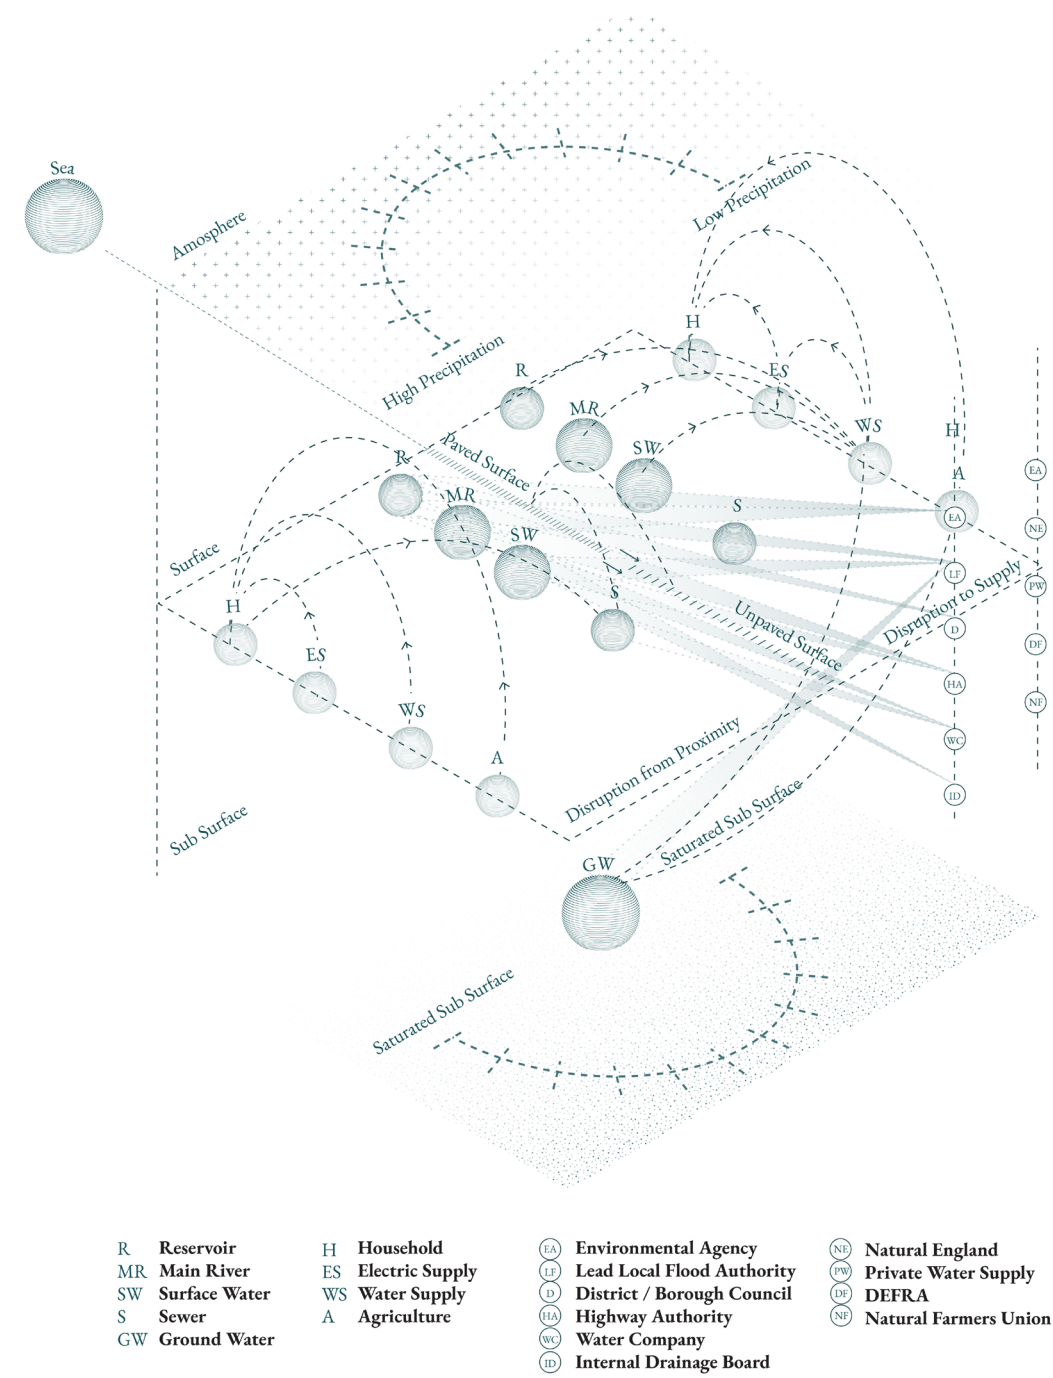 Sea
Amosphere
Low Precipitation
High Precipitation
H
R
ES
MR
WS
H
Paved Surface
SW
R
A
EA
MR
S
EA
SW
NE
Surface
LF
Disruption to Supply
PW
S
H
Unpaved Surface
D
DF
ES
HA
NF
WS
WC
Disruption from Proximity
A
ID
Saturated Sub Surface
Sub Surface
GW
Saturated Sub Surface
R Reservoir
MR Main River
SW Surface Water
S Sewer
GW Ground Water
H Household
ES Electric Supply
WS Water Supply
A Agriculture
EA Environmental Agency
LF Lead Local Flood Authority
D District / Borough Council
HA Highway Authority
WC Water Company
ID Internal Drainage Board
NE Natural England
PW Private Water Supply
DF DEFRA
NF Natural Farmers Union